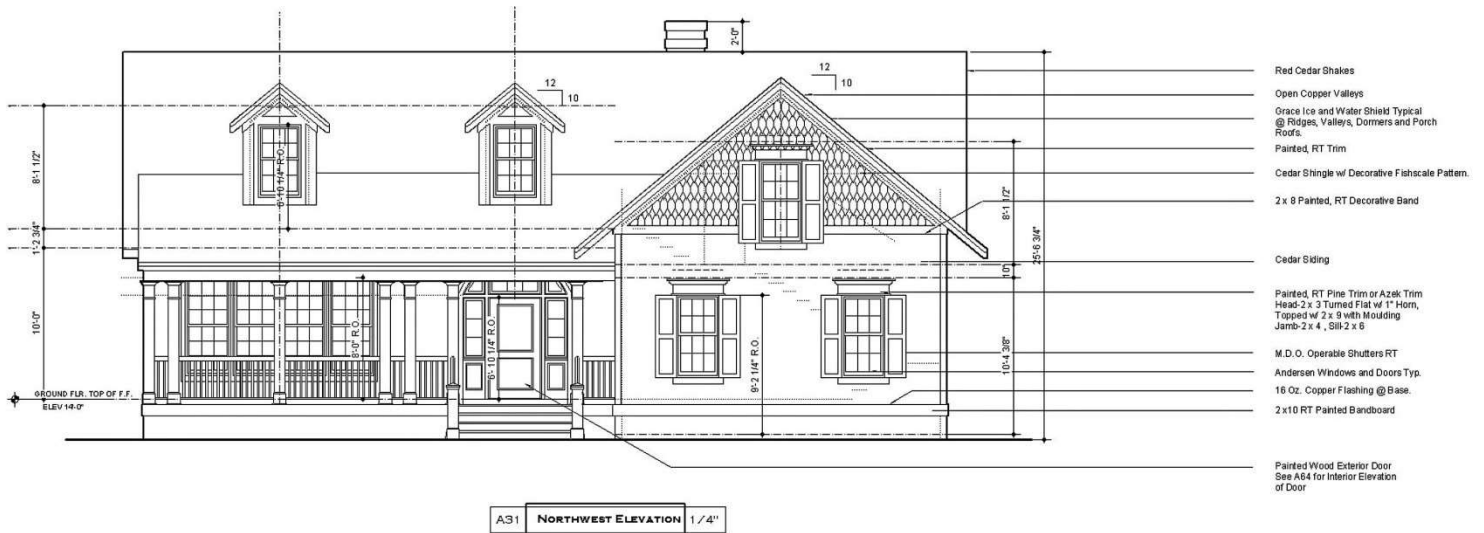 2'-0"
12
10
12
10
8'-1 1/2"
6'-10 1/4" R.O.
1'-2 3/4"
10'-0"
8'-0" R.O.
6'-10 1/4" R.O.
GROUND FLR. TOP OF F.F.
ELEV 14'-0"
9'-2 1/4" R.O.
8'-1 1/2"
10"
10'-4 3/8"
25'-6 3/4"
Red Cedar Shakes
Open Copper Valleys
Grace Ice and Water Shield Typical
@ Ridges, Valleys, Dormers and Porch
Roofs.
Painted, RT Trim
Cedar Shingle w/ Decorative Fishscale Pattern.
2 x 8 Painted, RT Decorative Band
Cedar Siding
Painted, RT Pine Trim or Azek Trim
Head-2 x 3 Turned Flat w/ 1" Horn,
Topped w/ 2 x 9 with Moulding
Jamb-2 x 4 , Sill-2 x 6
M.D.O. Operable Shutters RT
Andersen Windows and Doors Typ.
16 Oz. Copper Flashing @ Base.
2 x10 RT Painted Bandboard
Painted Wood Exterior Door
See A64 for Interior Elevation
of Door
A31 NORTHWEST ELEVATION 1/4"